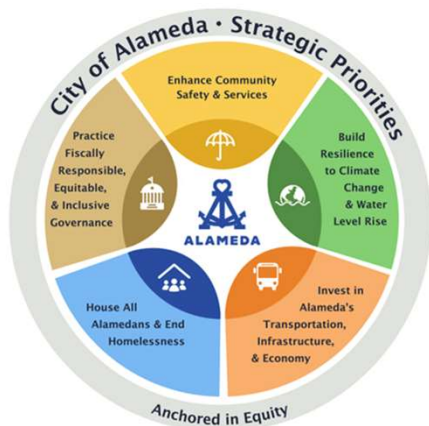 City of Alameda • Strategic Priorities
Enhance Community
Safety & Services
Build
Resilience
to Climate
Change
& Water
Level Rise
Invest in
Alameda's
Transportation,
Infrastructure,
& Economy
House All
Alamedans & End
Homelessness
Practice
Fiscally
Responsible,
Equitable,
& Inclusive
Governance
ALAMEDA
Anchored in Equity